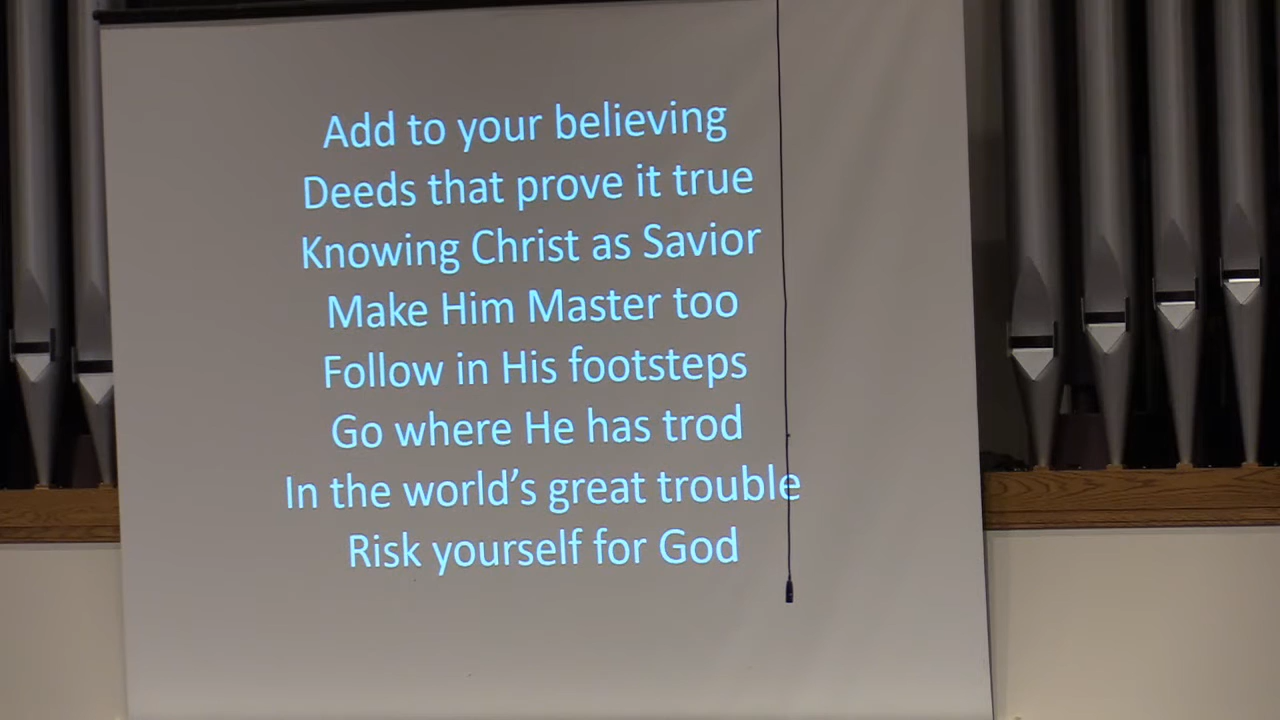 Add to your believing
Deeds that prove it true
Knowing Christ as Savior
Make Him Master too
Follow in His footsteps
Go where He has trod
In the world’s great trouble
Risk yourself for God